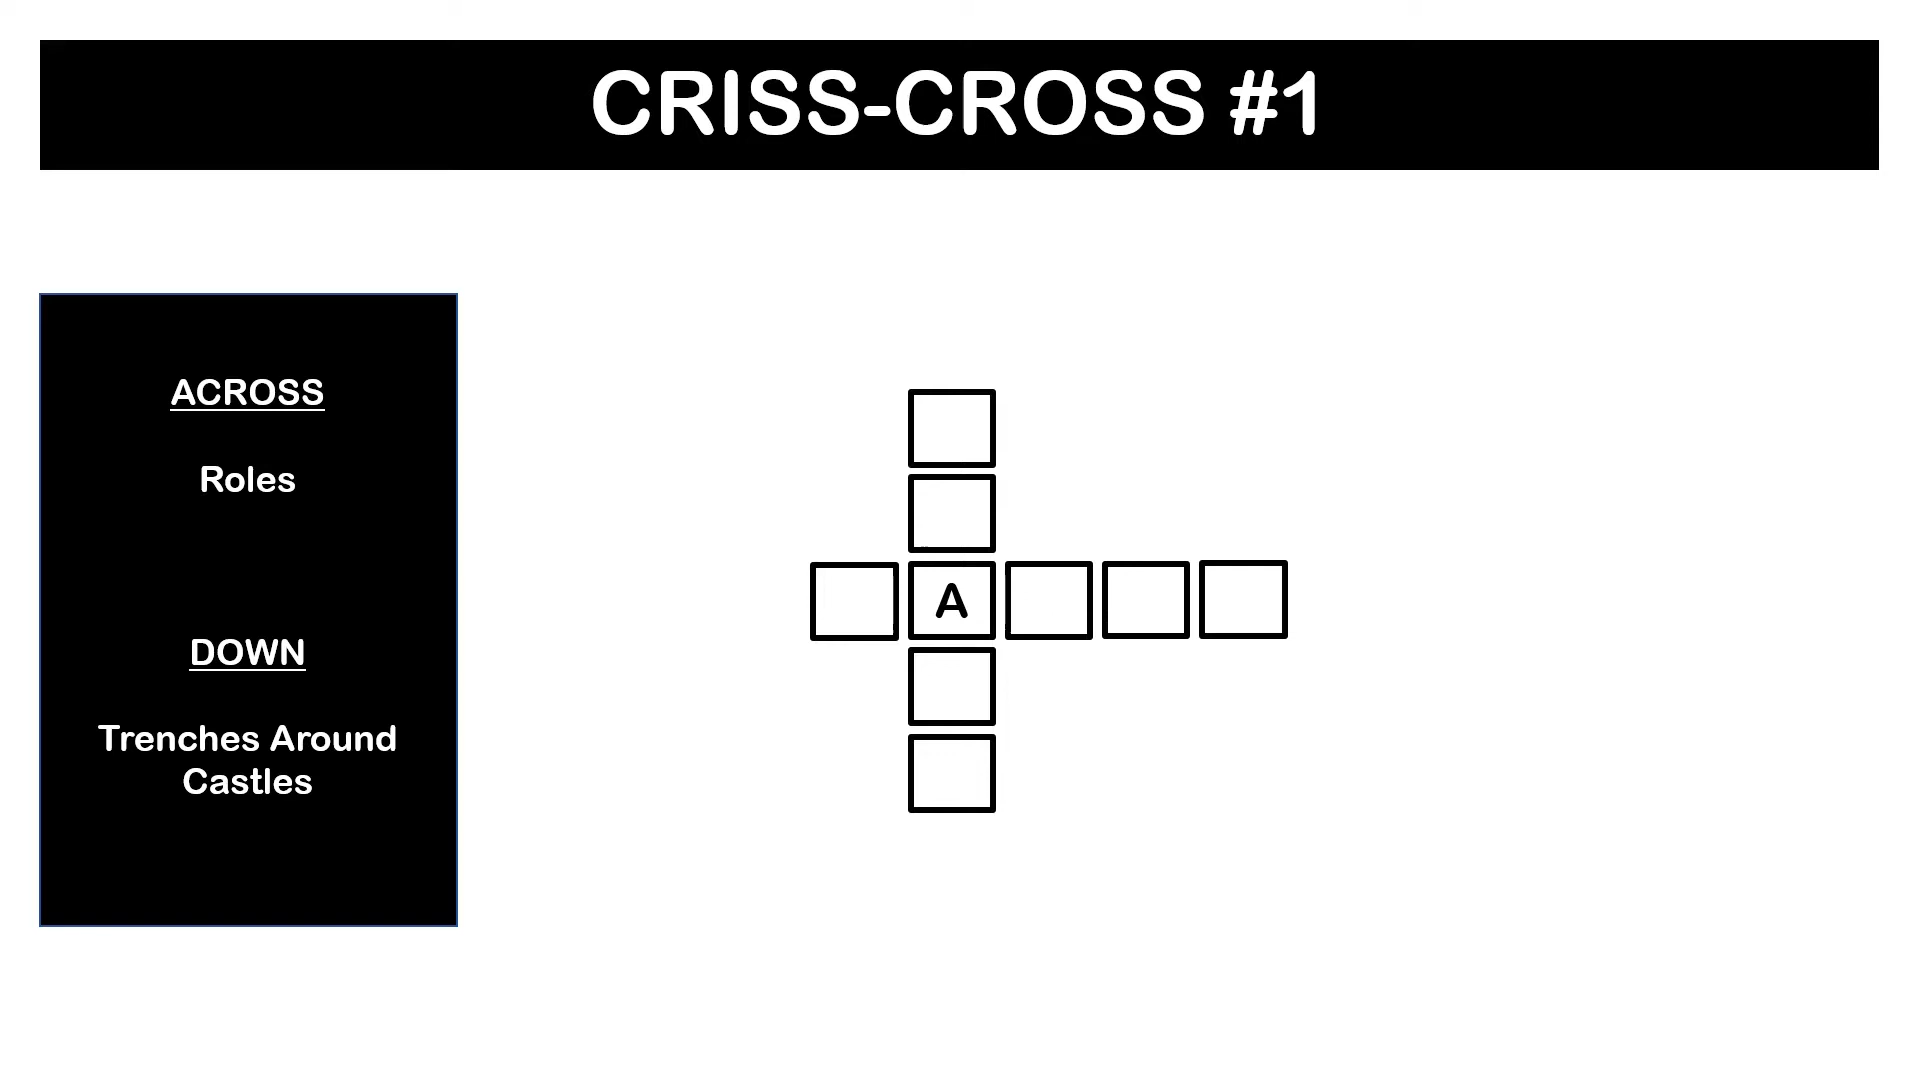 CRISS-CROSS #1
ACROSS
Roles
DOWN
Trenches Around
Castles
A